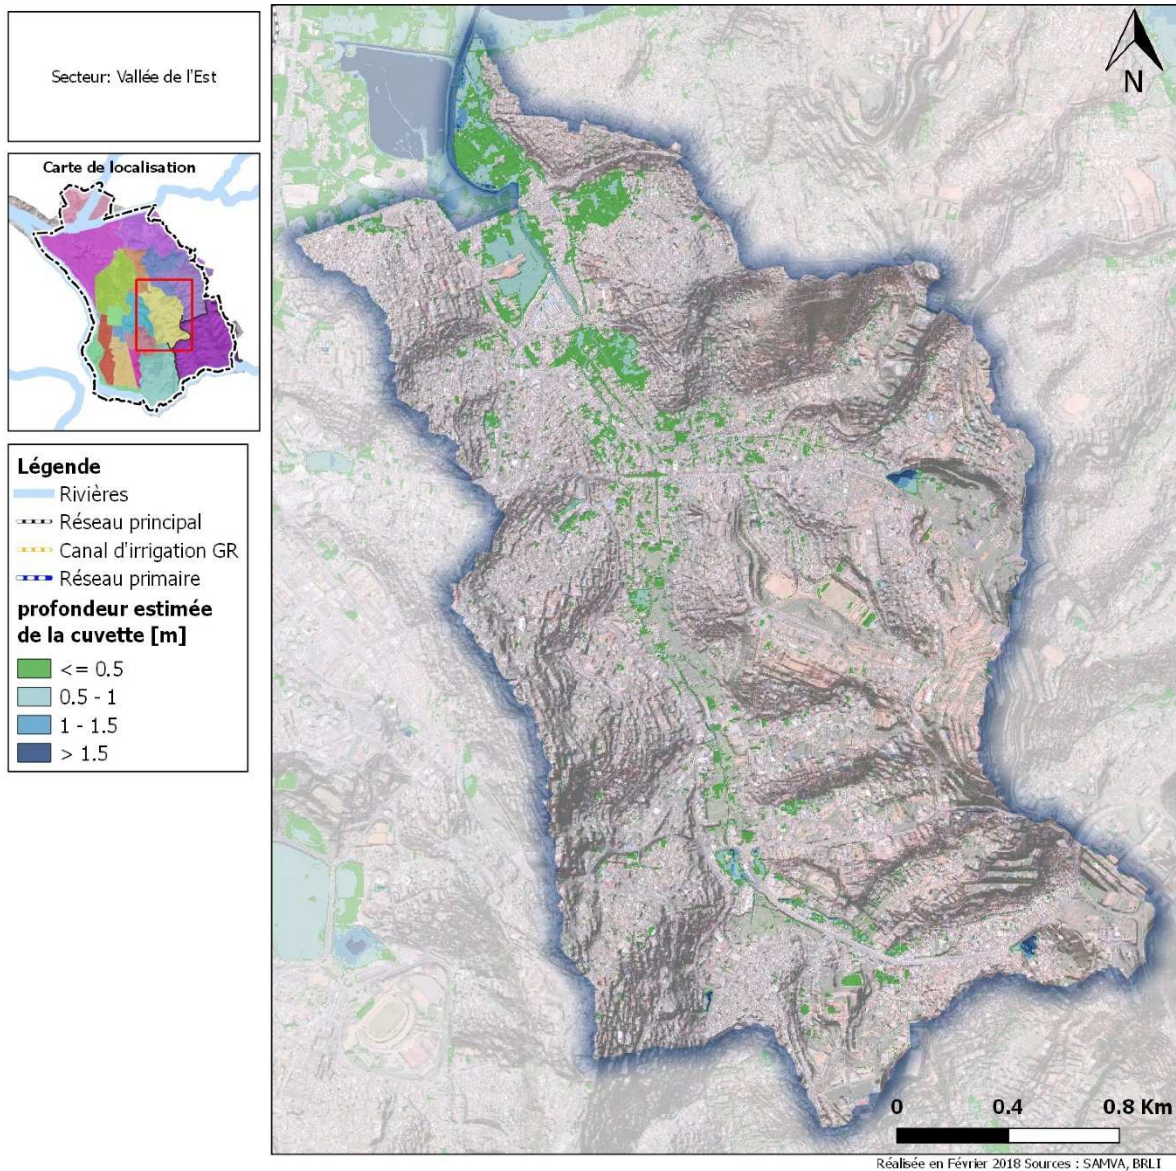 Secteur: Vallée de l'Est
Carte de localisation
Légende
Rivières
Réseau principal
Canal d'irrigation GR
Réseau primaire
profondeur estimée
de la cuvette [m]
<= 0.5
0.5 - 1
1 - 1.5
> 1.5
N
0 0.4 0.8 Km
Réalisée en Février 2018 Sources : SAMVA, BRLI